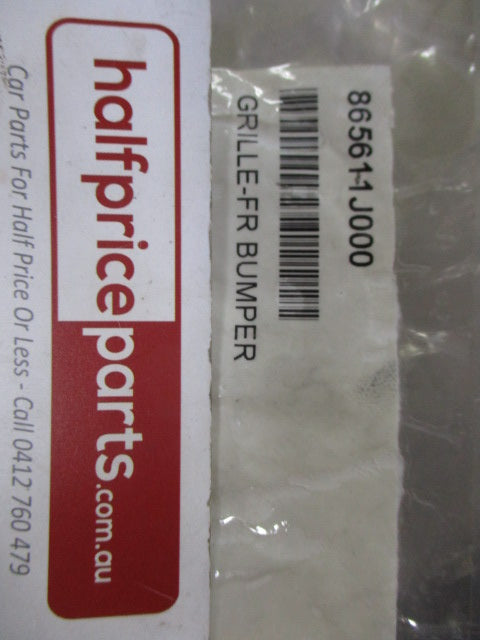 86561-1J000
GRILLE-FR BUMPER
halfpriceparts.com.au
Car Parts For Half Price Or Less - Call 0412 760 479